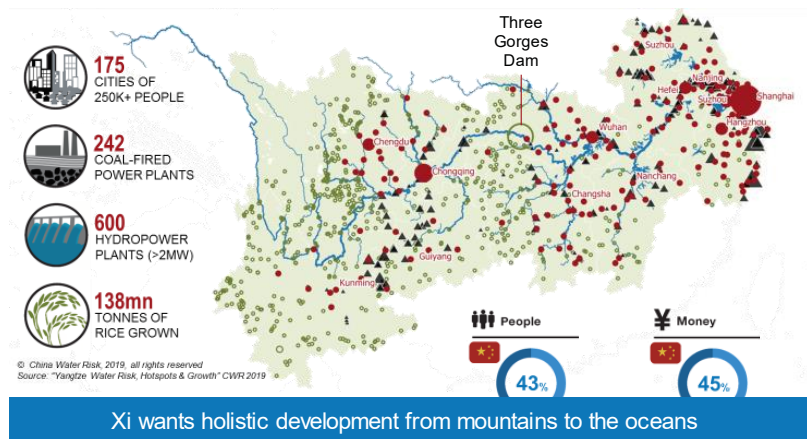 175
CITIES OF
250K+ PEOPLE
242
COAL-FIRED
POWER PLANTS
600
HYDROPOWER
PLANTS (>2MW)
138mn
TONNES OF
RICE GROWN
© China Water Risk, 2019, all rights reserved
Source: "Yangtze Water Risk, Hotspots & Growth" CWR 2019
Three
Gorges
Dam
Suzhou
Nanjing
Hefei
Suzhou
Shanghai
Hangzhou
Wuhan
Chengdu
Chongqing
Nanchang
Changsha
Guiyang
Kunming
People
43%
¥ Money
45%
Xi wants holistic development from mountains to the oceans